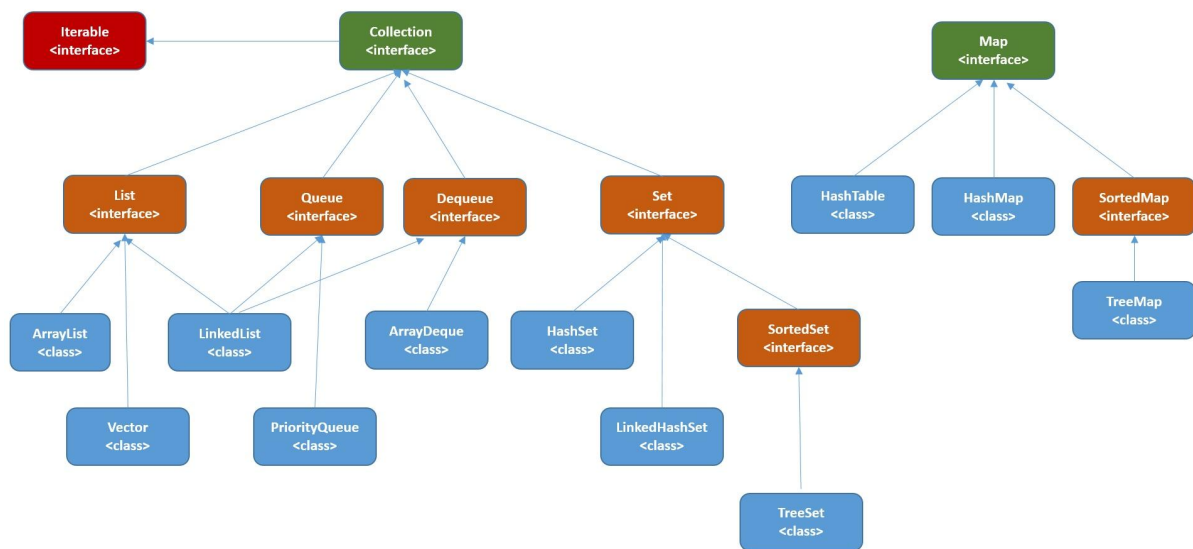 Iterable
<interface>
Collection
<interface>
Map
<interface>
List
<interface>
Queue
<interface>
Dequeue
<interface>
Set
<interface>
HashTable
<class>
HashMap
<class>
SortedMap
<interface>
ArrayList
<class>
LinkedList
<class>
ArrayDeque
<class>
HashSet
<class>
SortedSet
<interface>
TreeMap
<class>
Vector
<class>
PriorityQueue
<class>
LinkedHashSet
<class>
TreeSet
<class>